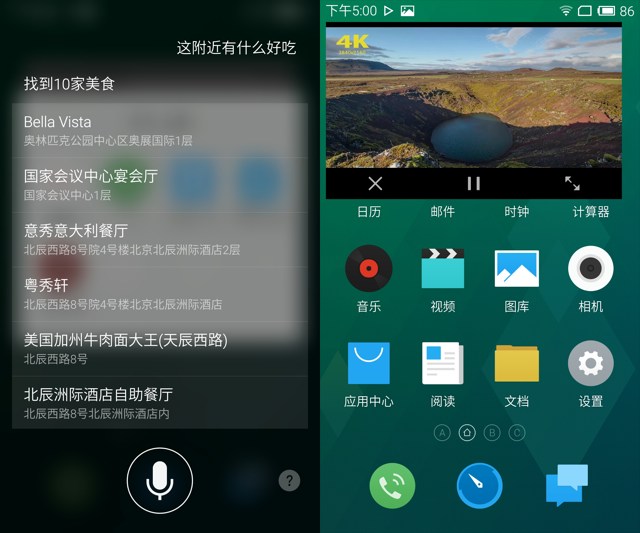 这附近有什么好吃
找到10家美食
Bella Vista
奥林匹克公园中心区奥展国际1层
国家会议中心宴会厅
国家会议中心1层
意秀意大利餐厅
北辰西路8号院4号楼北京北辰洲际酒店2层
粤秀轩
北辰西路8号院4号楼北京北辰洲际酒店
美国加州牛肉面大王(天辰西路)
北辰西路8号
北辰洲际酒店自助餐厅
北辰西路8号北辰洲际酒店内
?
下午5:00 86
4K
日历 邮件 时钟 计算器
音乐 视频 图库 相机
应用中心 阅读 文档 设置
A B C